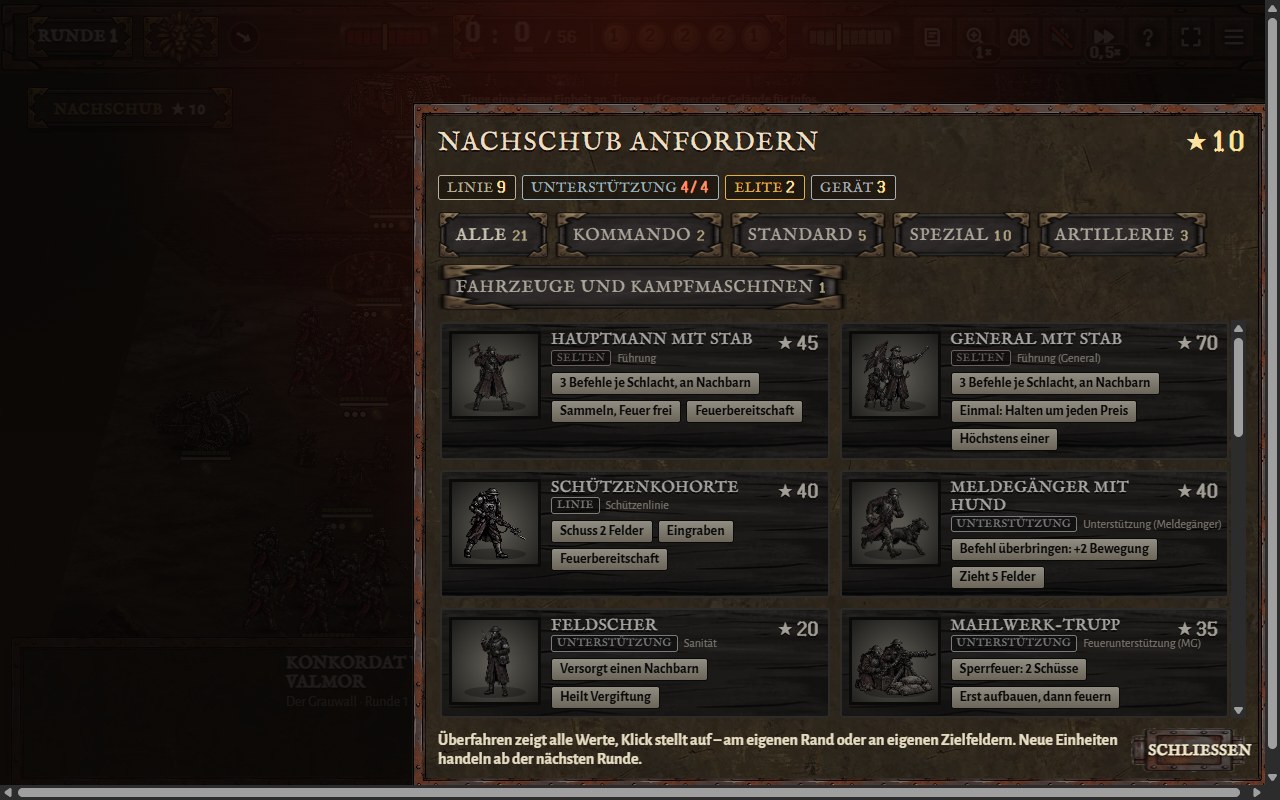 RUNDE 1
0 : 0 / 56
1 2 2 2 1
1×
0,5×
?
NACHSCHUB ★ 10
NACHSCHUB ANFORDERN
★ 10
LINIE 9
UNTERSTÜTZUNG 4/4
ELITE 2
GERÄT 3
ALLE 21
KOMMANDO 2
STANDARD 5
SPEZIAL 10
ARTILLERIE 3
FAHRZEUGE UND KAMPFMASCHINEN 1
HAUPTMANN MIT STAB
★ 45
SELTEN Führung
3 Befehle je Schlacht, an Nachbarn
Sammeln, Feuer frei
Feuerbereitschaft
GENERAL MIT STAB
★ 70
SELTEN Führung (General)
3 Befehle je Schlacht, an Nachbarn
Einmal: Halten um jeden Preis
Höchstens einer
SCHÜTZENKOHORTE
★ 40
LINIE Schützenlinie
Schuss 2 Felder
Eingraben
Feuerbereitschaft
MELDEGÄNGER MIT
HUND
★ 40
UNTERSTÜTZUNG Unterstützung (Meldegänger)
Befehl überbringen: +2 Bewegung
Zieht 5 Felder
FELDSCHER
★ 20
UNTERSTÜTZUNG Sanität
Versorgt einen Nachbarn
Heilt Vergiftung
MAHLWERK-TRUPP
★ 35
UNTERSTÜTZUNG Feuerunterstützung (MG)
Sperrfeuer: 2 Schüsse
Erst aufbauen, dann feuern
KONKORDAT
VALMOR
Der Grauwall · Runde 1
Überfahren zeigt alle Werte, Klick stellt auf – am eigenen Rand oder an eigenen Zielfeldern. Neue Einheiten
handeln ab der nächsten Runde.
SCHLIESSEN